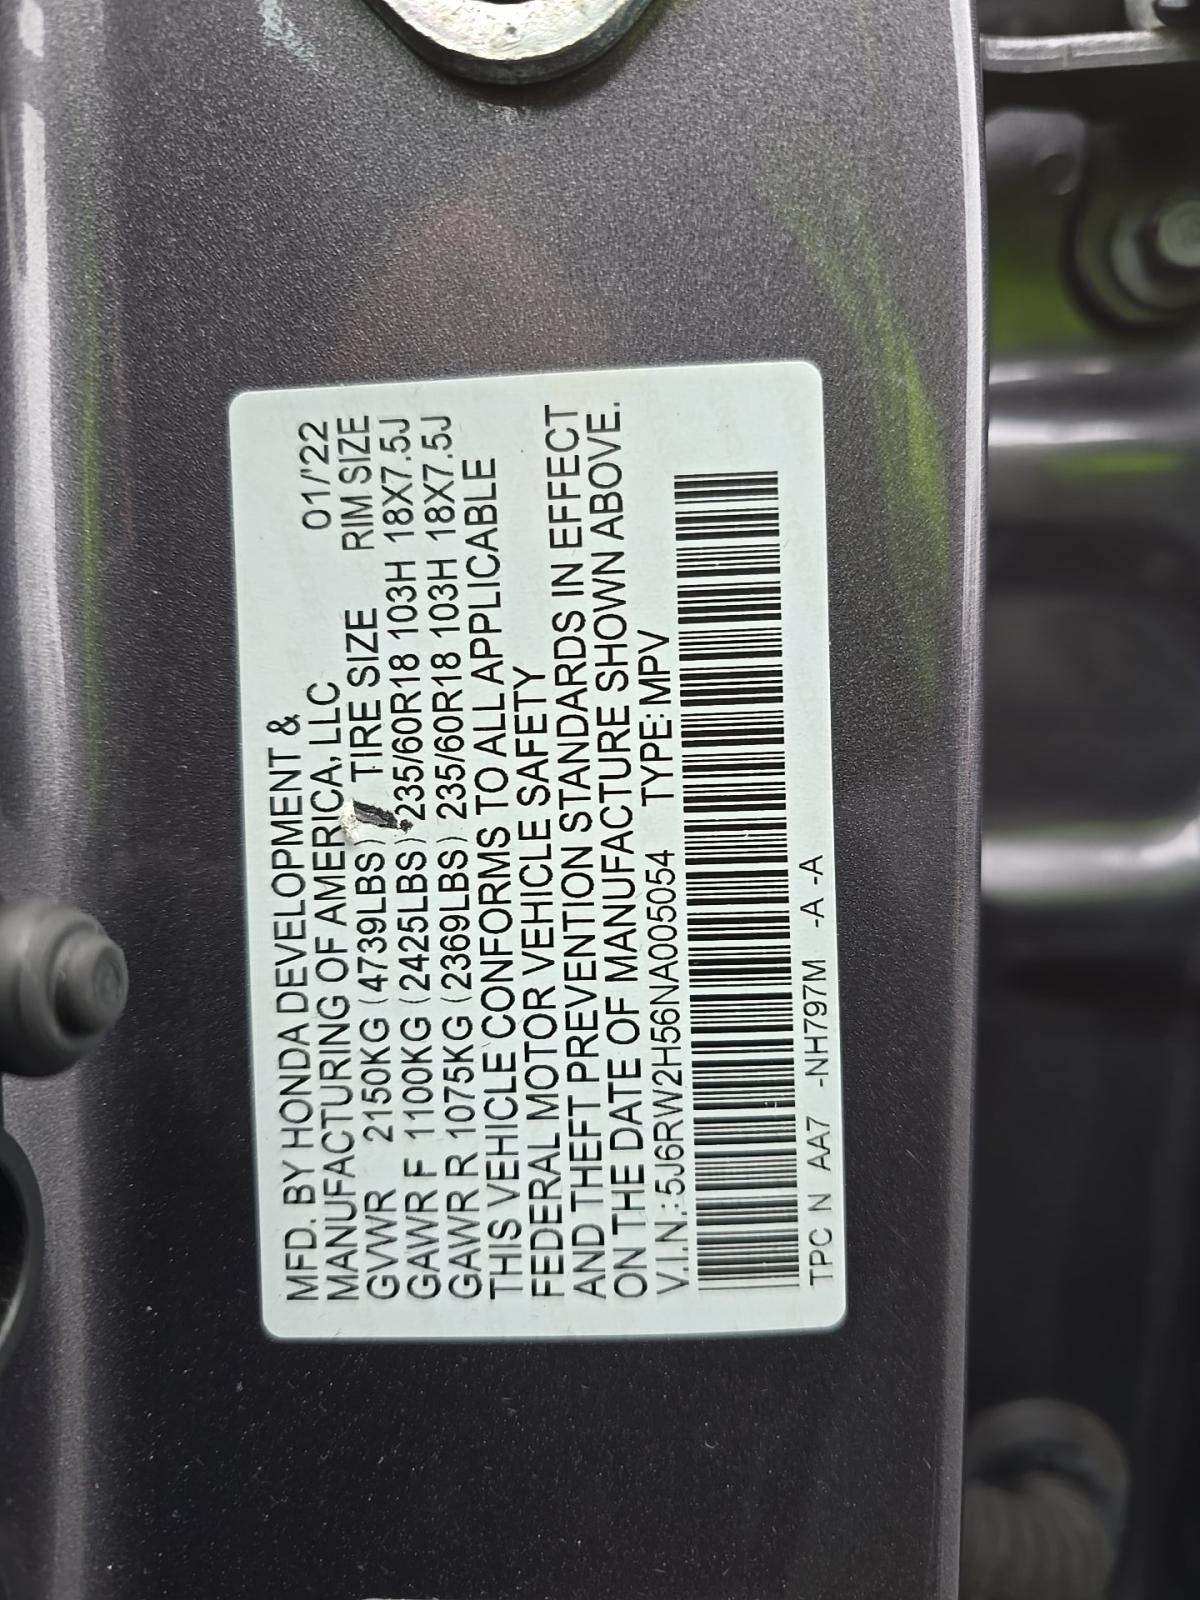 MFD. BY HONDA DEVELOPMENT &
MANUFACTURING OF AMERICA, LLC 01/'22
GVWR 2150KG (4739LBS) TIRE SIZE RIM SIZE
GAWR F 1100KG (2425LBS) 235/60R18 103H 18X7.5J
GAWR R 1075KG (2369LBS) 235/60R18 103H 18X7.5J
THIS VEHICLE CONFORMS TO ALL APPLICABLE
FEDERAL MOTOR VEHICLE SAFETY
AND THEFT PREVENTION STANDARDS IN EFFECT
ON THE DATE OF MANUFACTURE SHOWN ABOVE.
V.I.N.:5J6RW2H56NA005054 TYPE:MPV
TPC N AA7 -NH797M -A -A